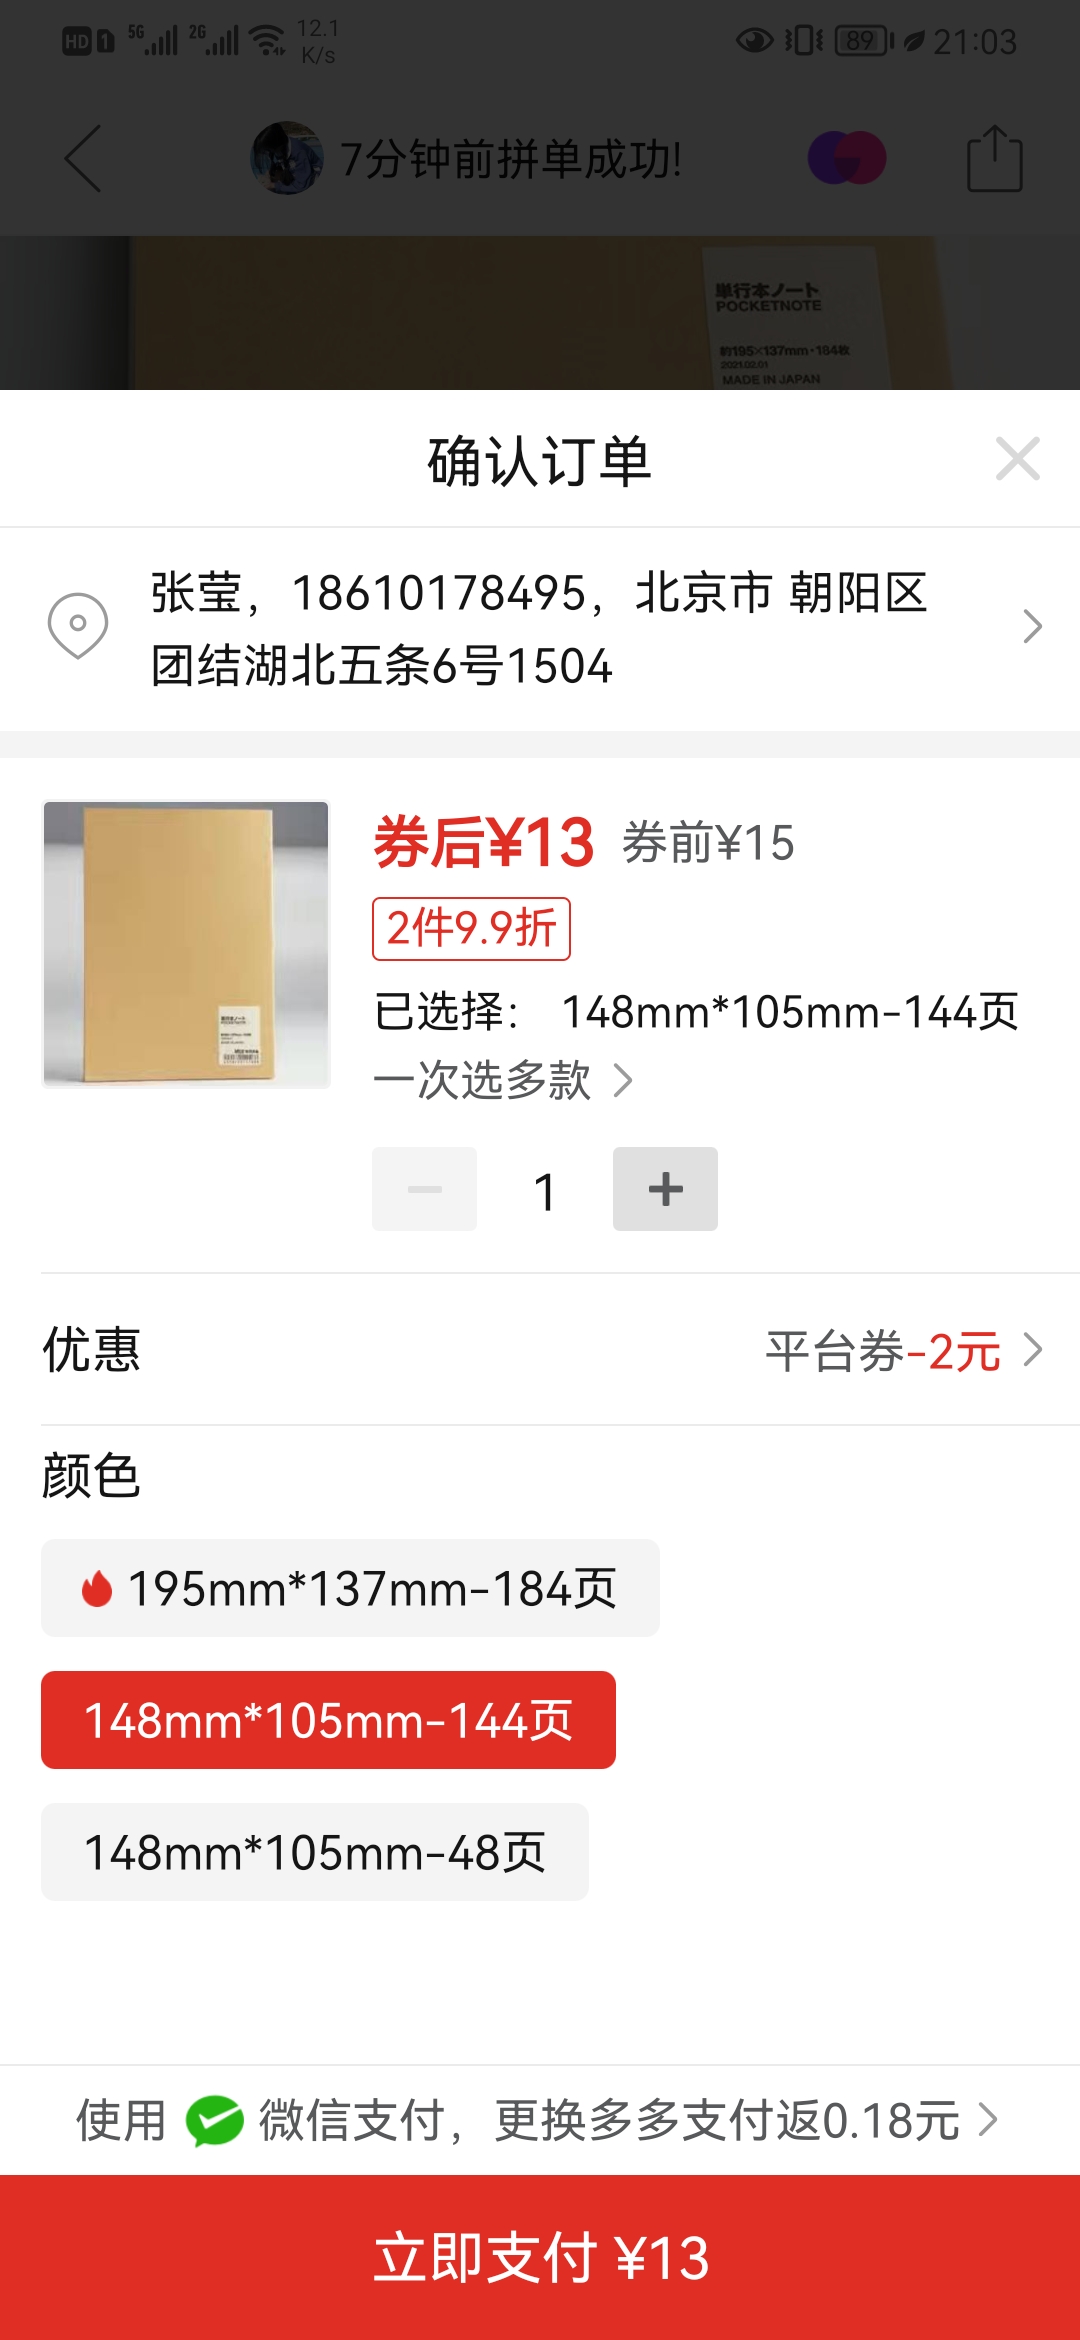 HD 1 5G 2G 12.1 K/s 89 21:03
7分钟前拼单成功!
単行本ノート
POCKETNOTE
約195×137mm・184枚
2021.02.01
MADE IN JAPAN
确认订单
张莹，18610178495，北京市 朝阳区
团结湖北五条6号1504
券后¥13 券前¥15
2件9.9折
已选择： 148mm*105mm-144页
一次选多款
1
优惠 平台券-2元
颜色
195mm*137mm-184页
148mm*105mm-144页
148mm*105mm-48页
使用 微信支付，更换多多支付返0.18元
立即支付 ¥13